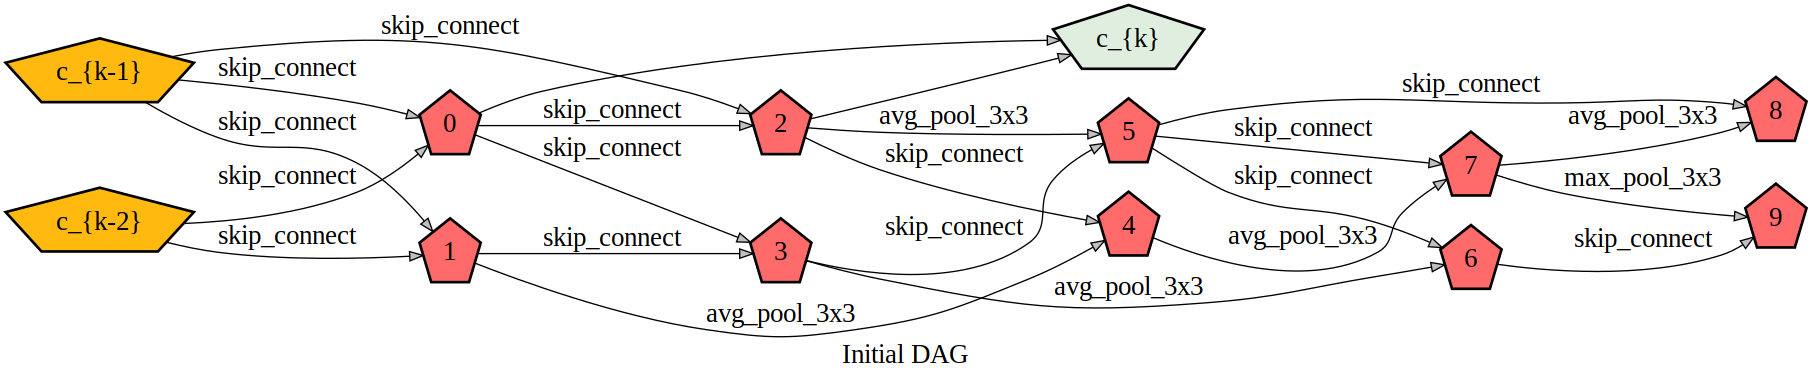 skip_connect
c_{k}
c_{k-1}
skip_connect
skip_connect
skip_connect
0
skip_connect
2
avg_pool_3x3
5
skip_connect
skip_connect
8
avg_pool_3x3
skip_connect
skip_connect
skip_connect
7
max_pool_3x3
skip_connect
c_{k-2}
skip_connect
1
skip_connect
3
skip_connect
4
avg_pool_3x3
6
skip_connect
9
avg_pool_3x3
avg_pool_3x3
Initial DAG